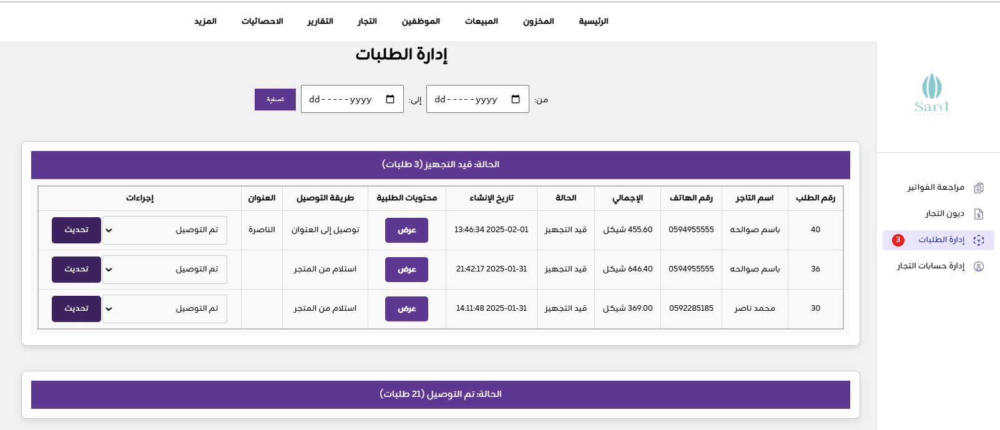 الرئيسية المخزون المبيعات الموظفين التجار التقارير الاحصائيات المزيد
Sard
مراجعة الفواتير
ديون التجار
إدارة الطلبات 3
إدارة حسابات التجار
إدارة الطلبات
من: dd-----yyyy إلى: dd-----yyyy تصفية
الحالة: قيد التجهيز (3 طلبات)
رقم الطلب اسم التاجر رقم الهاتف الإجمالي الحالة تاريخ الإنشاء محتويات الطلبية طريقة التوصيل العنوان إجراءات
40 باسم صوالحه 0594955555 455.60 شيكل قيد التجهيز 2025-02-01 13:46:34 عرض توصيل إلى العنوان الناصرة تم التوصيل تحديث
36 باسم صوالحه 0594955555 646.40 شيكل قيد التجهيز 2025-01-31 21:42:17 عرض استلام من المتجر تم التوصيل تحديث
30 محمد ناصر 0592285185 369.00 شيكل قيد التجهيز 2025-01-31 14:11:48 عرض استلام من المتجر تم التوصيل تحديث
الحالة: تم التوصيل (21 طلبات)